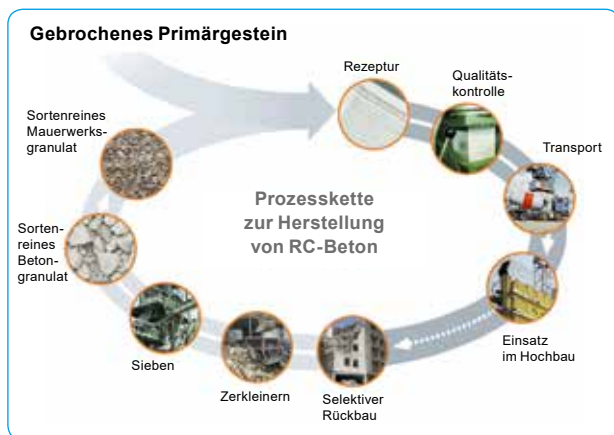 Gebrochenes Primärgestein
Rezeptur
Qualitäts-
kontrolle
Transport
Einsatz
im Hochbau
Selektiver
Rückbau
Zerkleinern
Sieben
Sorten-
reines
Beton-
granulat
Sortenreines
Mauerwerks-
granulat
Prozesskette
zur Herstellung
von RC-Beton